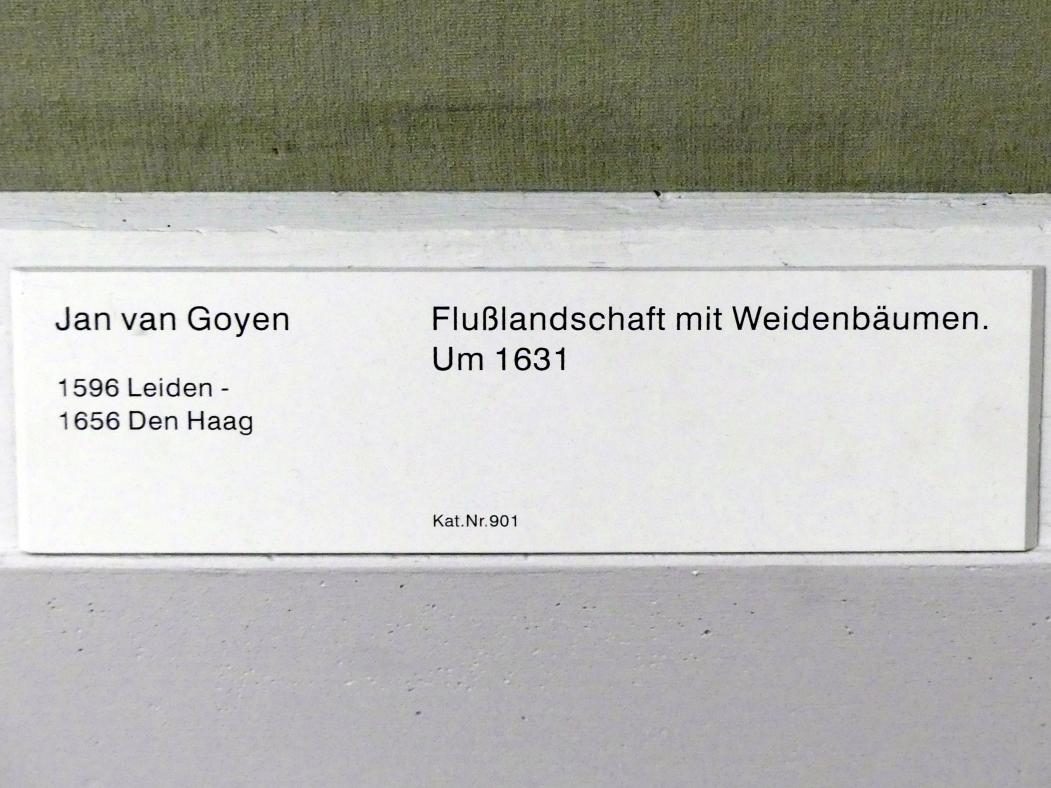 Jan van Goyen
1596 Leiden -
1656 Den Haag
Flußlandschaft mit Weidenbäumen.
Um 1631
Kat.Nr.901